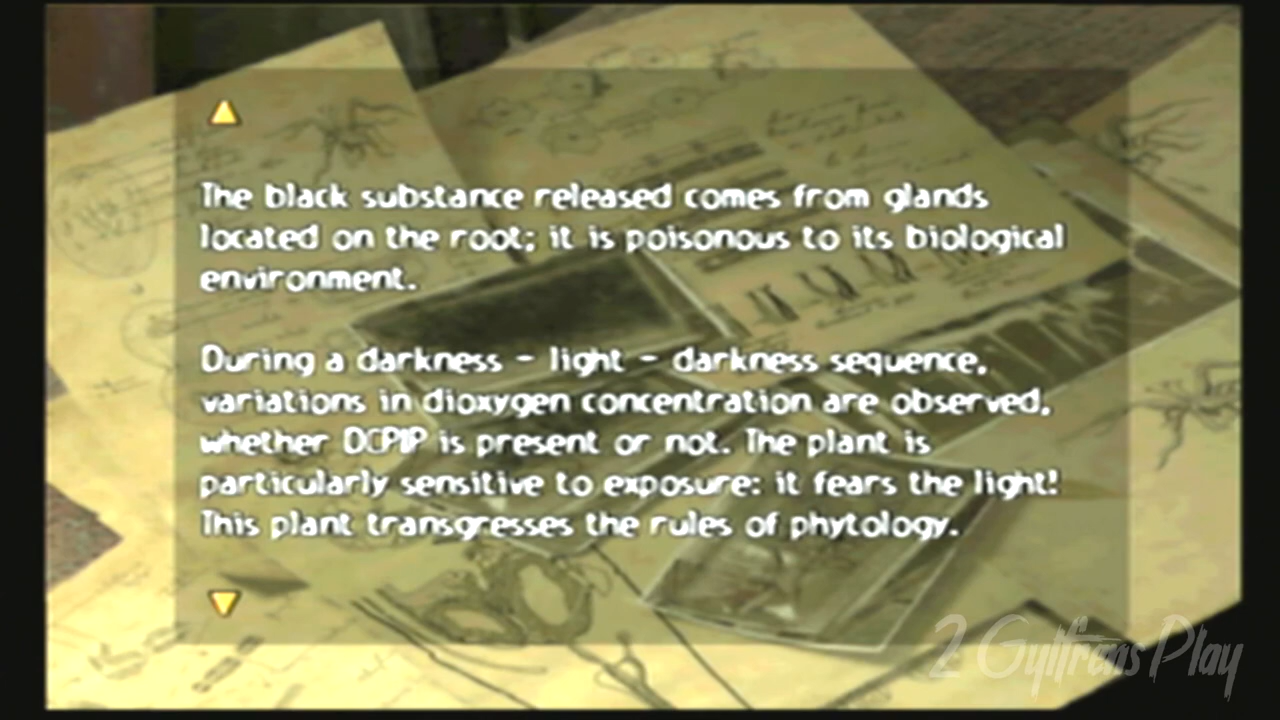 The black substance released comes from glands
located on the root; it is poisonous to its biological
environment.
During a darkness - light - darkness sequence,
variations in dioxygen concentration are observed,
whether DCPIP is present or not. The plant is
particularly sensitive to exposure: it fears the light!
This plant transgresses the rules of phytology.
2 Gylfrens Play